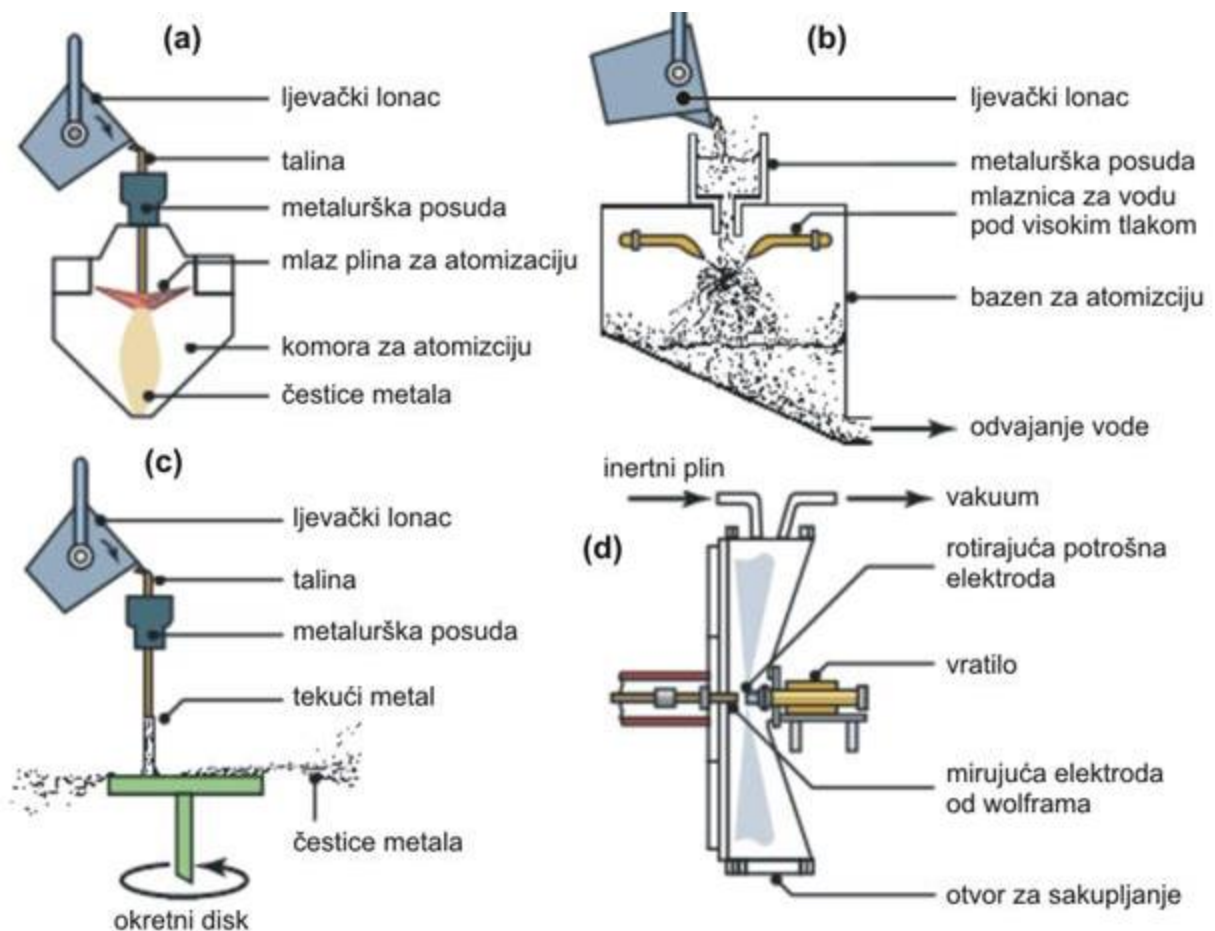 (a)
ljevački lonac
talina
metalurška posuda
mlaz plina za atomizaciju
komora za atomizciju
čestice metala
(b)
ljevački lonac
metalurška posuda
mlaznica za vodu
pod visokim tlakom
bazen za atomizciju
odvajanje vode
(c)
ljevački lonac
talina
metalurška posuda
tekući metal
čestice metala
okretni disk
(d)
inertni plin
vakuum
rotirajuća potrošna
elektroda
vratilo
mirujuća elektroda
od wolframa
otvor za sakupljanje